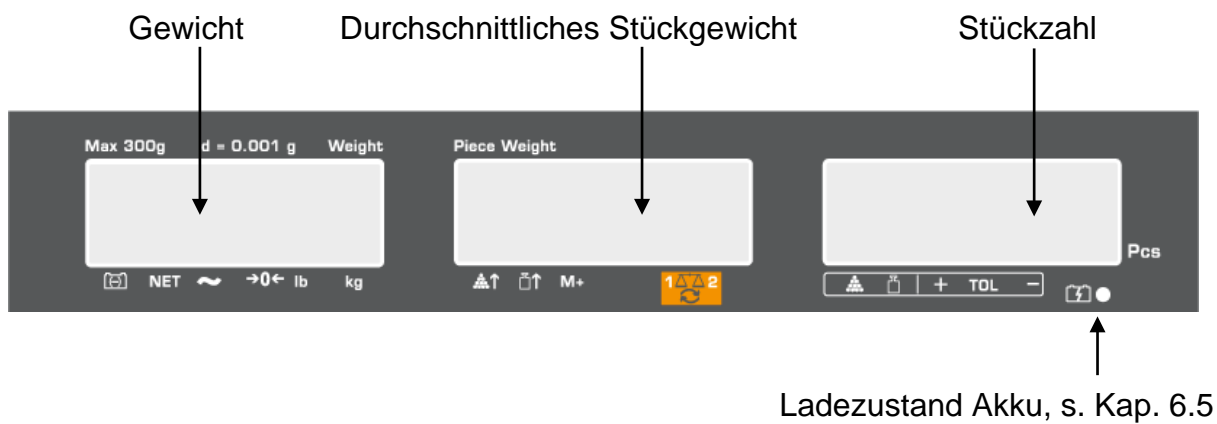 Gewicht Durchschnittliches Stückgewicht Stückzahl
Max 300g d = 0.001 g Weight Piece Weight
Pcs
NET ~ →0← lb kg M+ 1 2 + TOL −
Ladezustand Akku, s. Kap. 6.5